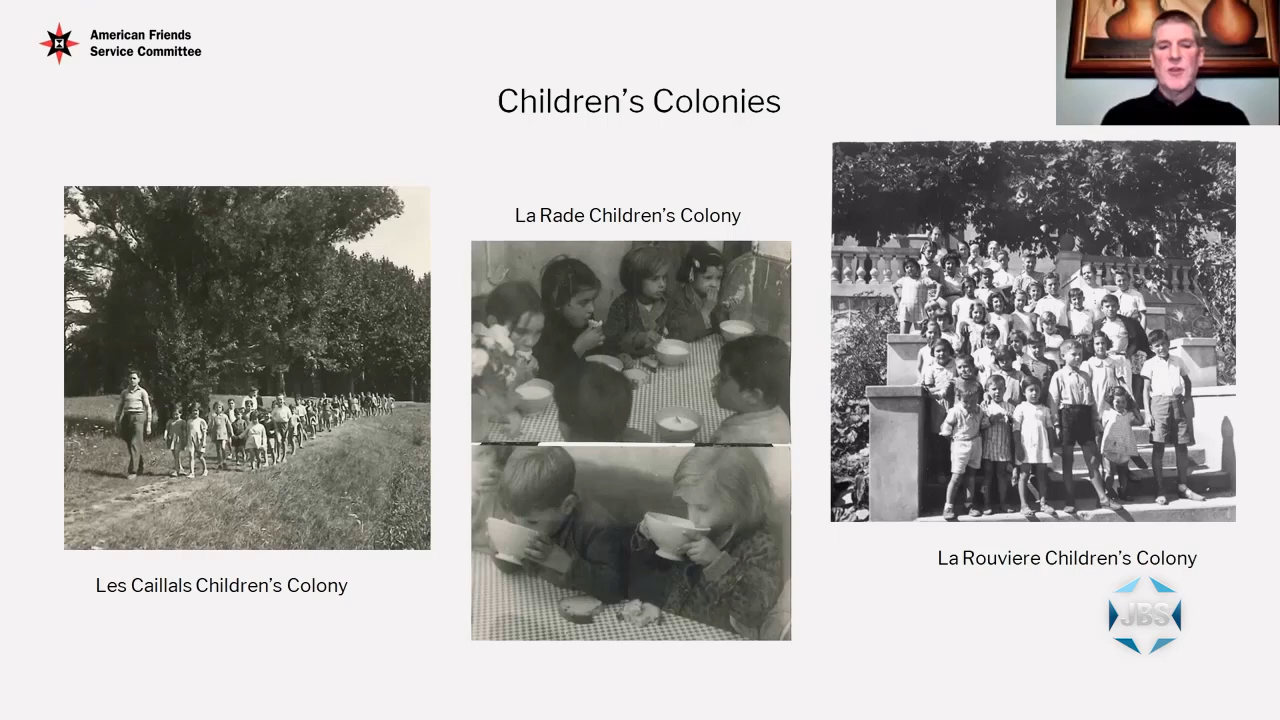 American Friends
Service Committee
Children's Colonies
La Rade Children's Colony
Les Caillals Children's Colony
La Rouviere Children's Colony
JBS